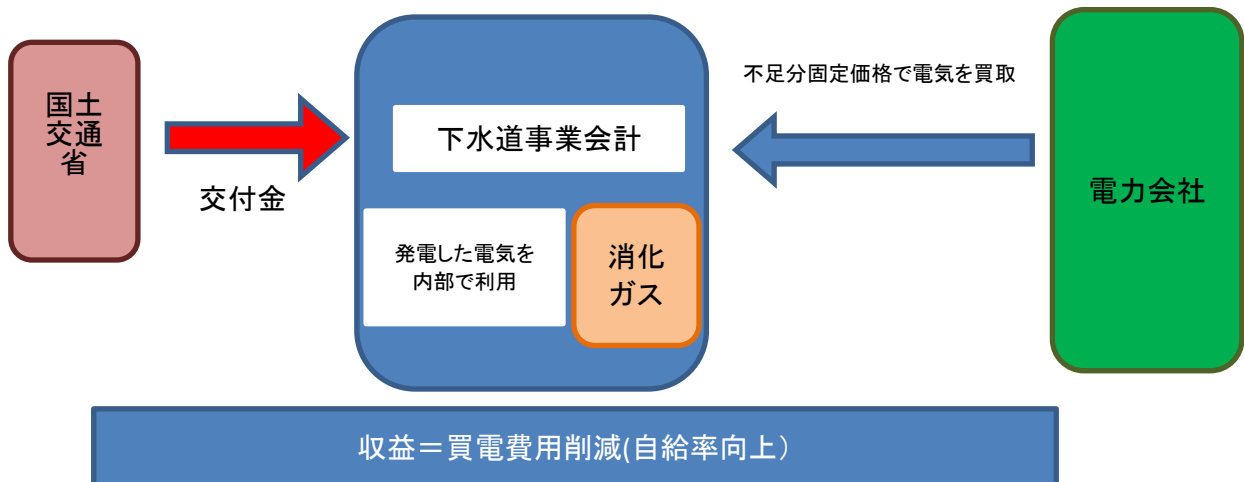 国土
交通
省
交付金
下水道事業会計
発電した電気を
内部で利用
消化
ガス
不足分固定価格で電気を買取
電力会社
収益＝買電費用削減(自給率向上）